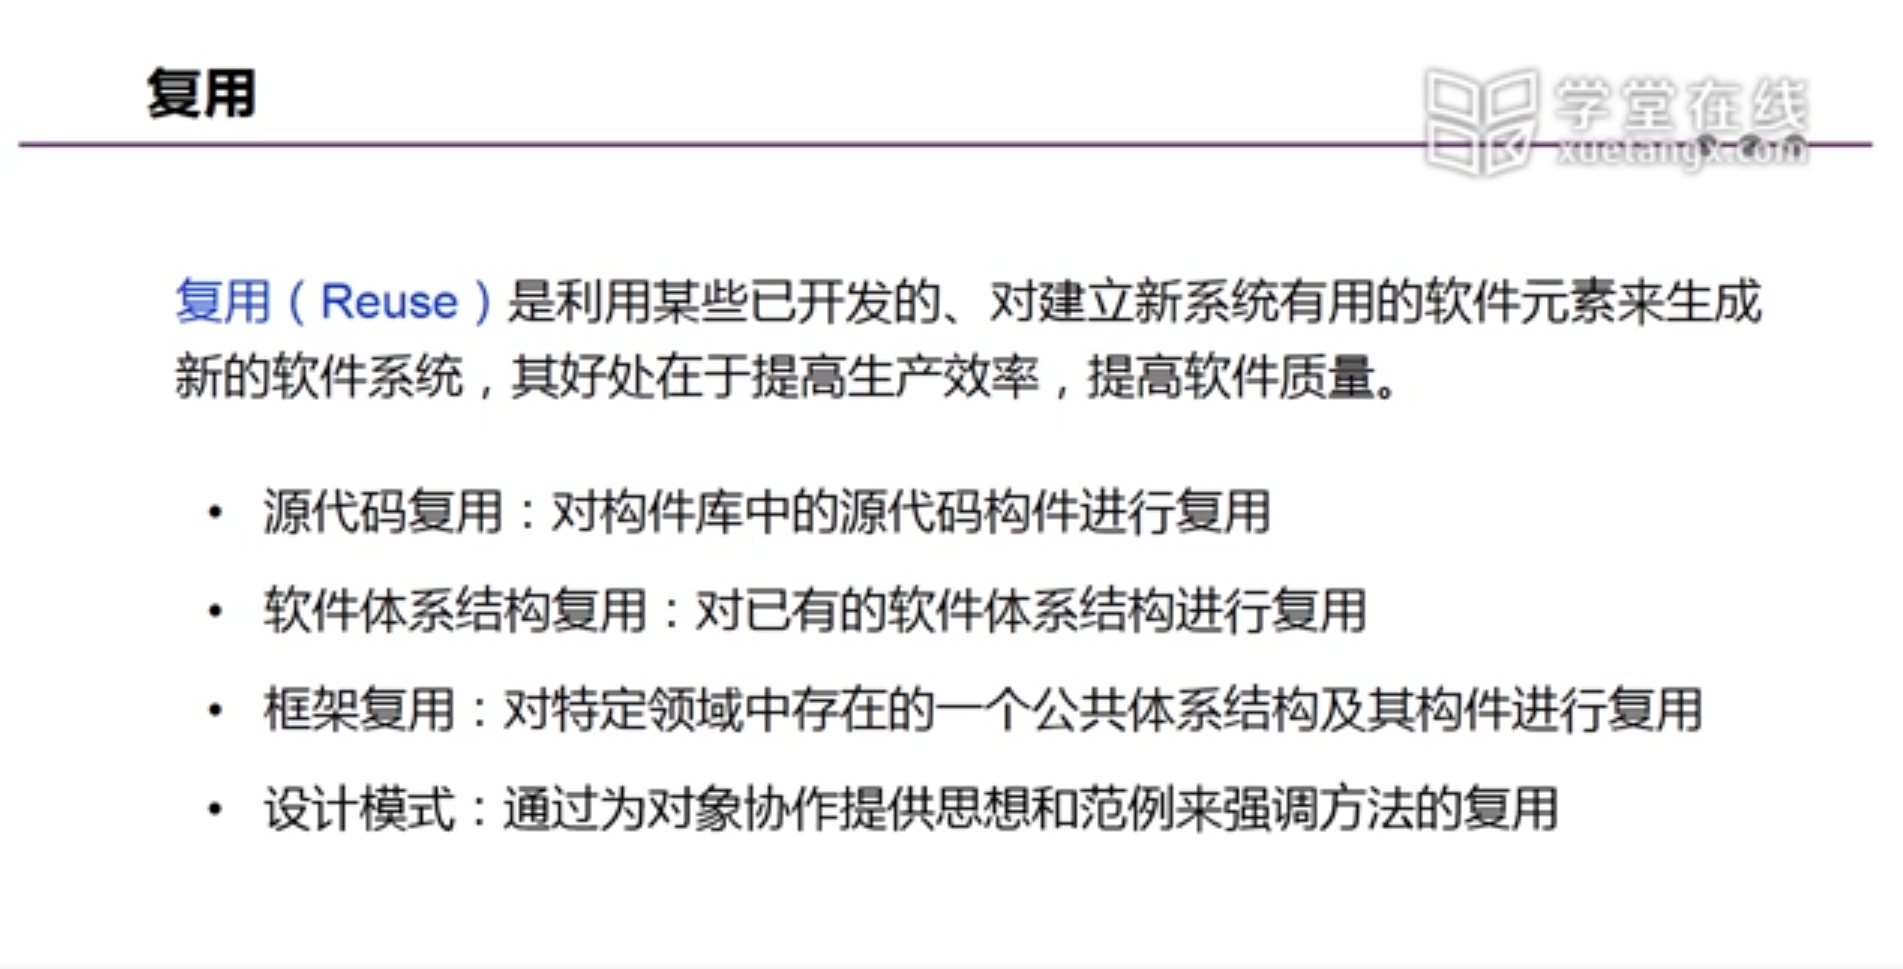 复用
学堂在线
xuetangx.com
复用（Reuse）是利用某些已开发的、对建立新系统有用的软件元素来生成
新的软件系统，其好处在于提高生产效率，提高软件质量。
• 源代码复用：对构件库中的源代码构件进行复用
• 软件体系结构复用：对已有的软件体系结构进行复用
• 框架复用：对特定领域中存在的一个公共体系结构及其构件进行复用
• 设计模式：通过为对象协作提供思想和范例来强调方法的复用